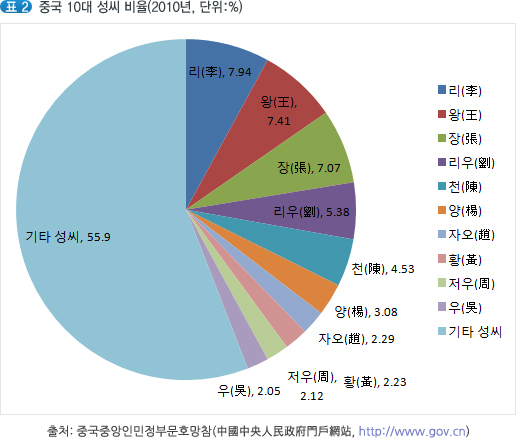 표 2 중국 10대 성씨 비율(2010년, 단위:%)
리(李), 7.94
왕(王),
7.41
장(張), 7.07
리우(劉), 5.38
천(陳), 4.53
양(楊), 3.08
자오(趙), 2.29
황(黃), 2.23
저우(周),
2.12
우(吳), 2.05
기타 성씨, 55.9
리(李)
왕(王)
장(張)
리우(劉)
천(陳)
양(楊)
자오(趙)
황(黃)
저우(周)
우(吳)
기타 성씨
출처: 중국중앙인민정부문호망참(中國中央人民政府門戶網站, http://www.gov.cn)